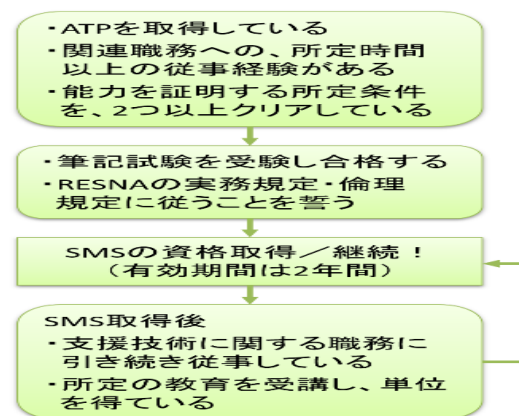 ・ATPを取得している
・関連職務への、所定時間
以上の従事経験がある
・能力を証明する所定条件
を、2つ以上クリアしている
・筆記試験を受験し合格する
・RESNAの実務規定・倫理
規定に従うことを誓う
SMSの資格取得／継続！
（有効期間は2年間）
SMS取得後
・支援技術に関する職務に
引き続き従事している
・所定の教育を受講し、単位
を得ている